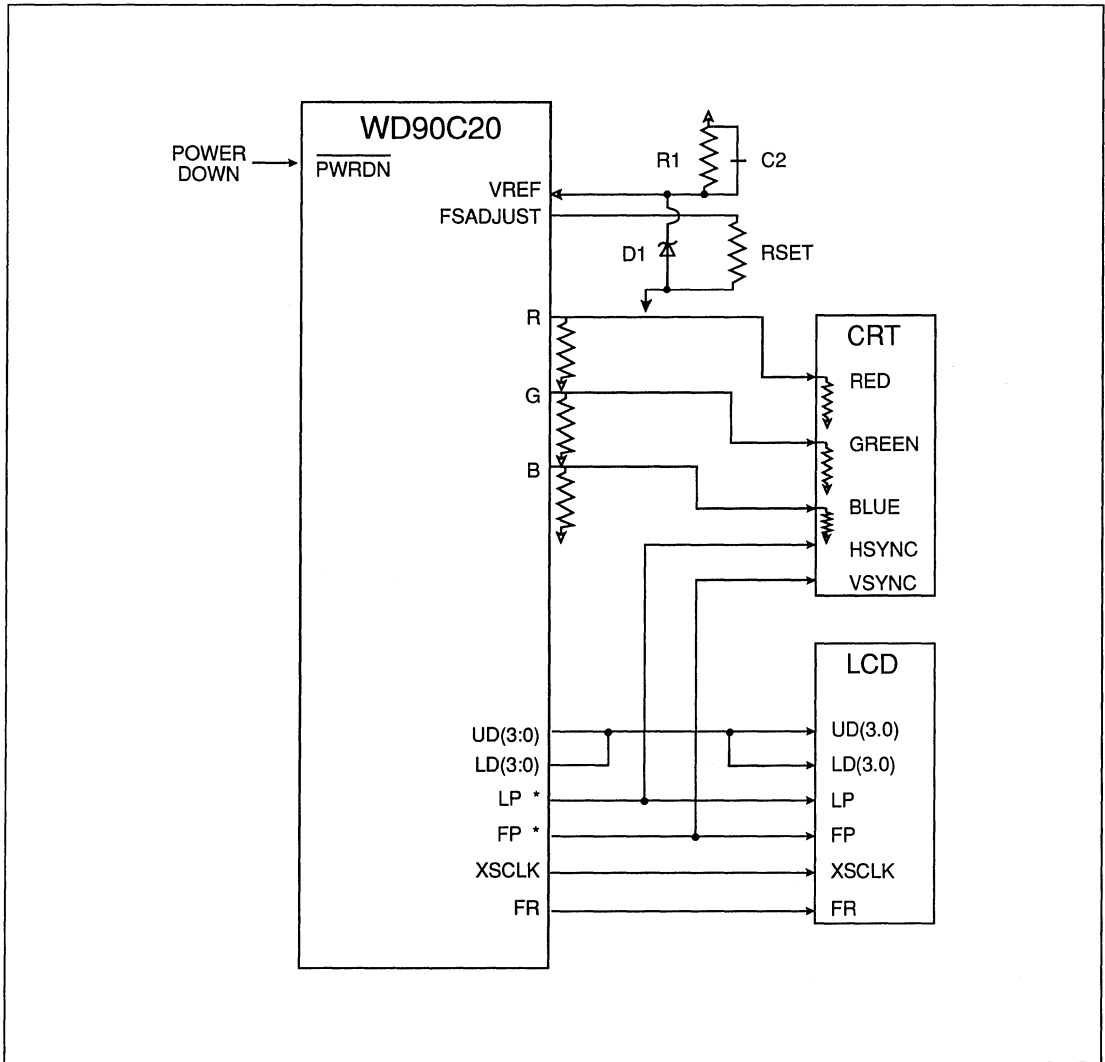 WD90C20
POWER
DOWN
PWRDN
VREF
FSADJUST
R1
C2
D1
RSET
R
G
B
CRT
RED
GREEN
BLUE
HSYNC
VSYNC
LCD
UD(3:0)
LD(3:0)
LP *
FP *
XSCLK
FR
UD(3.0)
LD(3.0)
LP
FP
XSCLK
FR